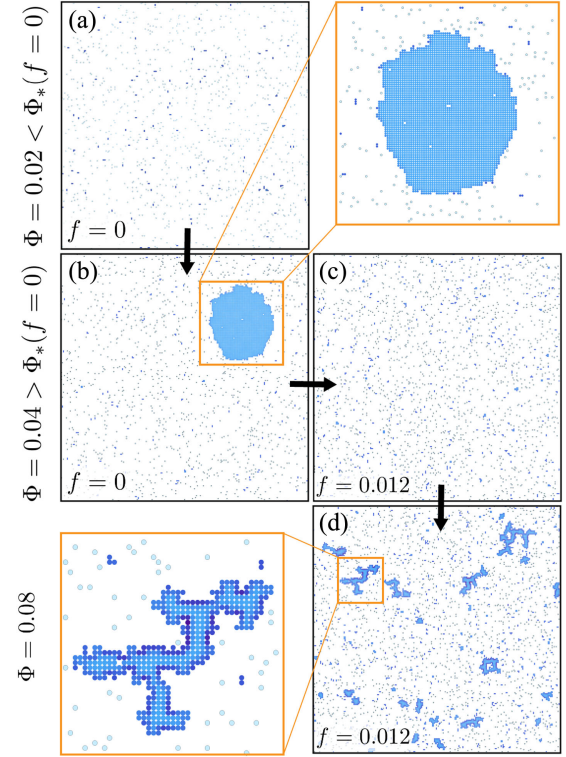 (a)
Φ = 0.02 < Φ*(f = 0)
f = 0
(b)
(c)
Φ = 0.04 > Φ*(f = 0)
f = 0
f = 0.012
(d)
Φ = 0.08
f = 0.012